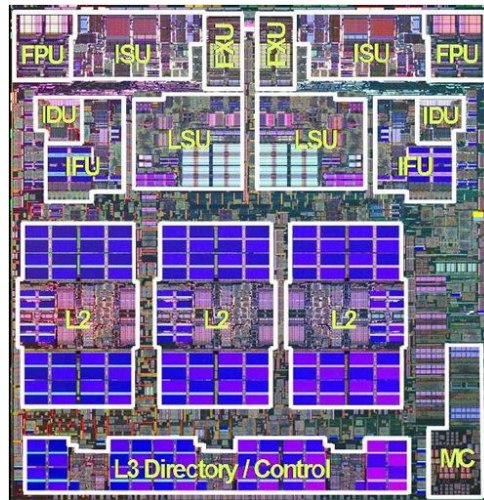 FPU
ISU
FXU
FXU
ISU
FPU
IDU
LSU
LSU
IDU
IFU
IFU
L2
L2
L2
L3 Directory / Control
MC